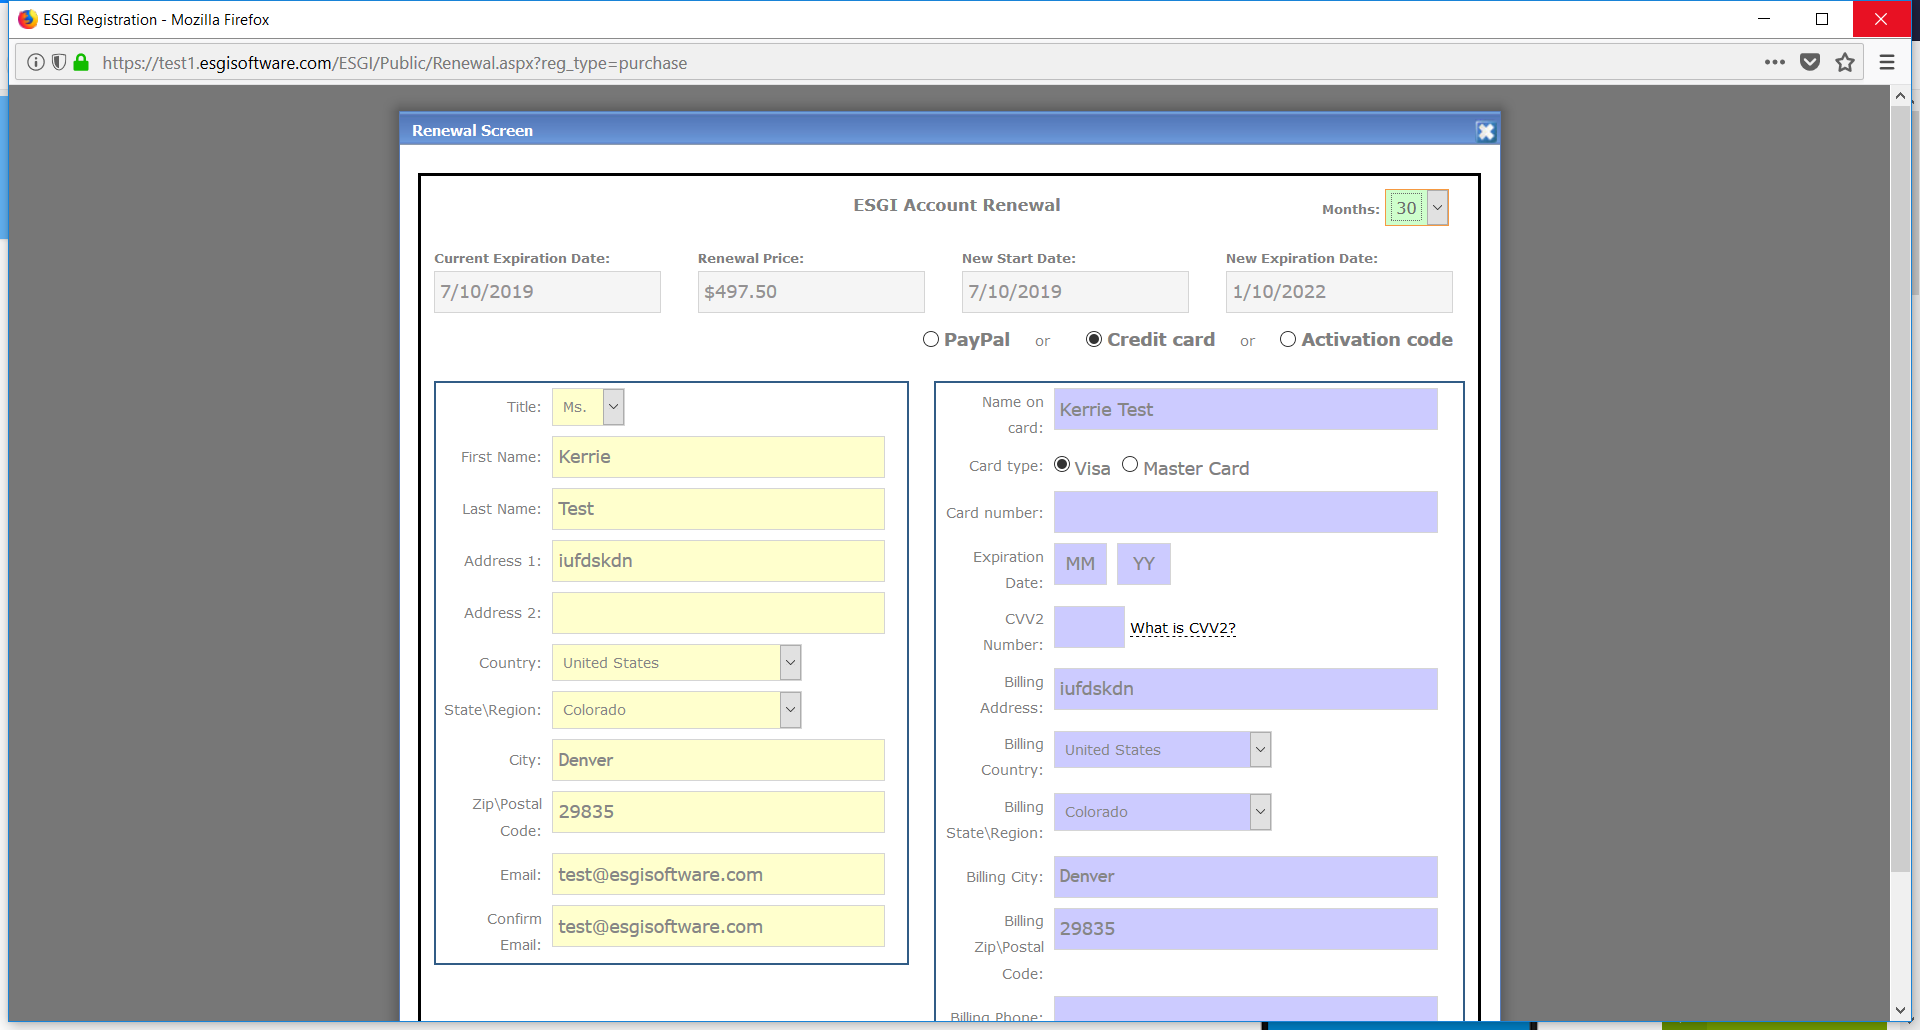 ESGI Registration - Mozilla Firefox
https://test1.esgisoftware.com/ESGI/Public/Renewal.aspx?reg_type=purchase
Renewal Screen
ESGI Account Renewal
Months: 30
Current Expiration Date: Renewal Price: New Start Date: New Expiration Date:
7/10/2019 $497.50 7/10/2019 1/10/2022
PayPal or Credit card or Activation code
Title: Ms.
First Name: Kerrie
Last Name: Test
Address 1: iufdskdn
Address 2:
Country: United States
State\Region: Colorado
City: Denver
Zip\Postal
Code: 29835
Email: test@esgisoftware.com
Confirm
Email: test@esgisoftware.com
Name on
card: Kerrie Test
Card type: Visa Master Card
Card number:
Expiration
Date: MM YY
CVV2
Number: What is CVV2?
Billing
Address: iufdskdn
Billing
Country: United States
Billing
State\Region: Colorado
Billing City: Denver
Billing
Zip\Postal
Code: 29835
Billing Phone: